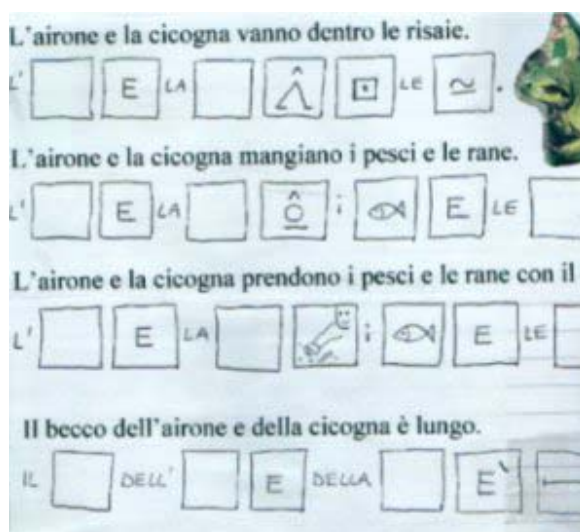 L'airone e la cicogna vanno dentro le risaie.
L' E LA LE .
L'airone e la cicogna mangiano i pesci e le rane.
L' E LA i E LE
L'airone e la cicogna prendono i pesci e le rane con il
L' E LA i E LE
Il becco dell'airone e della cicogna è lungo.
IL DELL' E DELLA E'